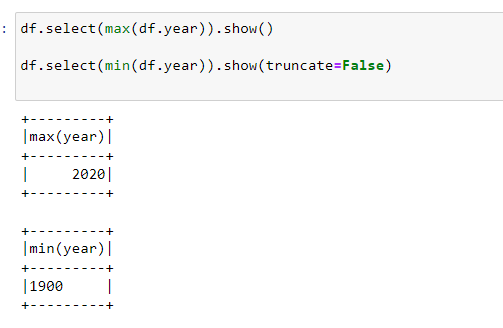 : df.select(max(df.year)).show()
df.select(min(df.year)).show(truncate=False)
+---------+
|max(year)|
+---------+
|     2020|
+---------+
+---------+
|min(year)|
+---------+
|1900     |
+---------+